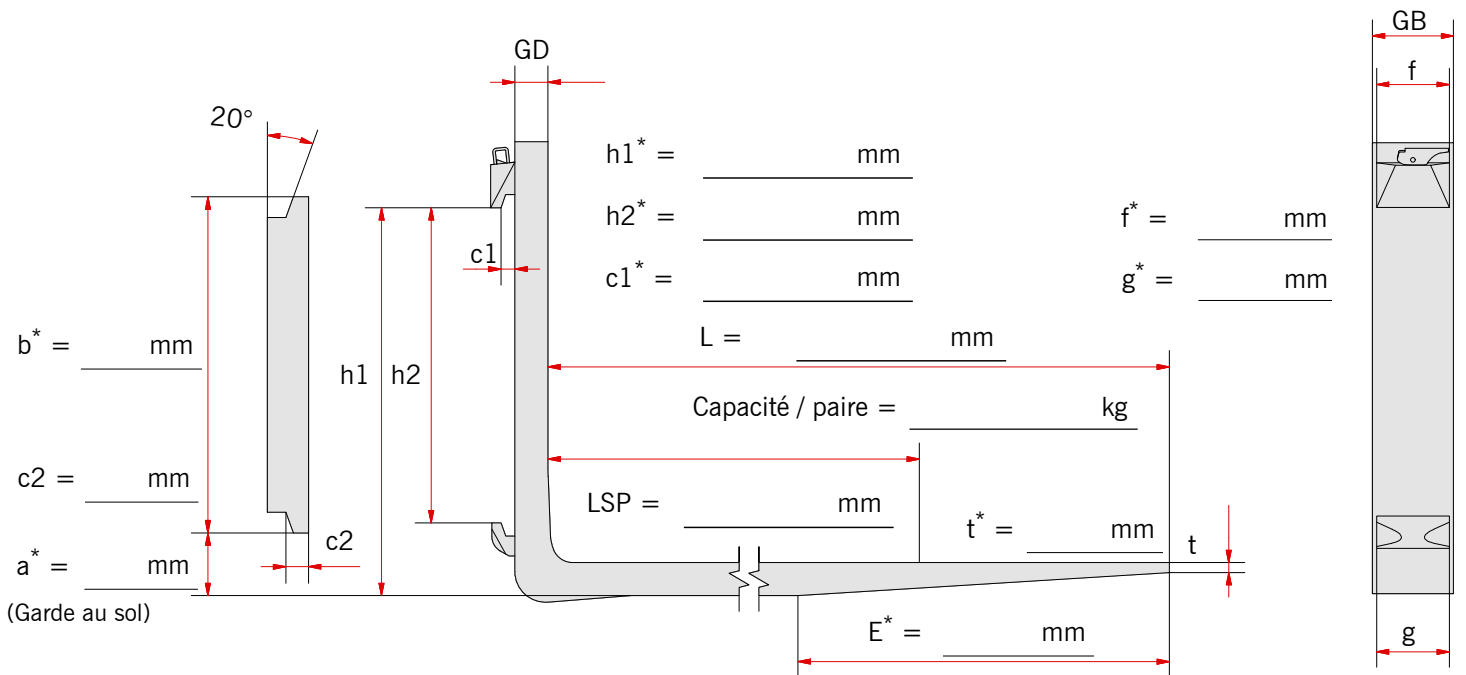 GD
GB
f
20°
h1* = mm
h2* = mm
f* = mm
c1
c1* = mm
g* = mm
b* = mm
L = mm
h1
h2
Capacité / paire = kg
c2 = mm
LSP = mm
t* = mm
c2
t
a* = mm
(Garde au sol)
E* = mm
g